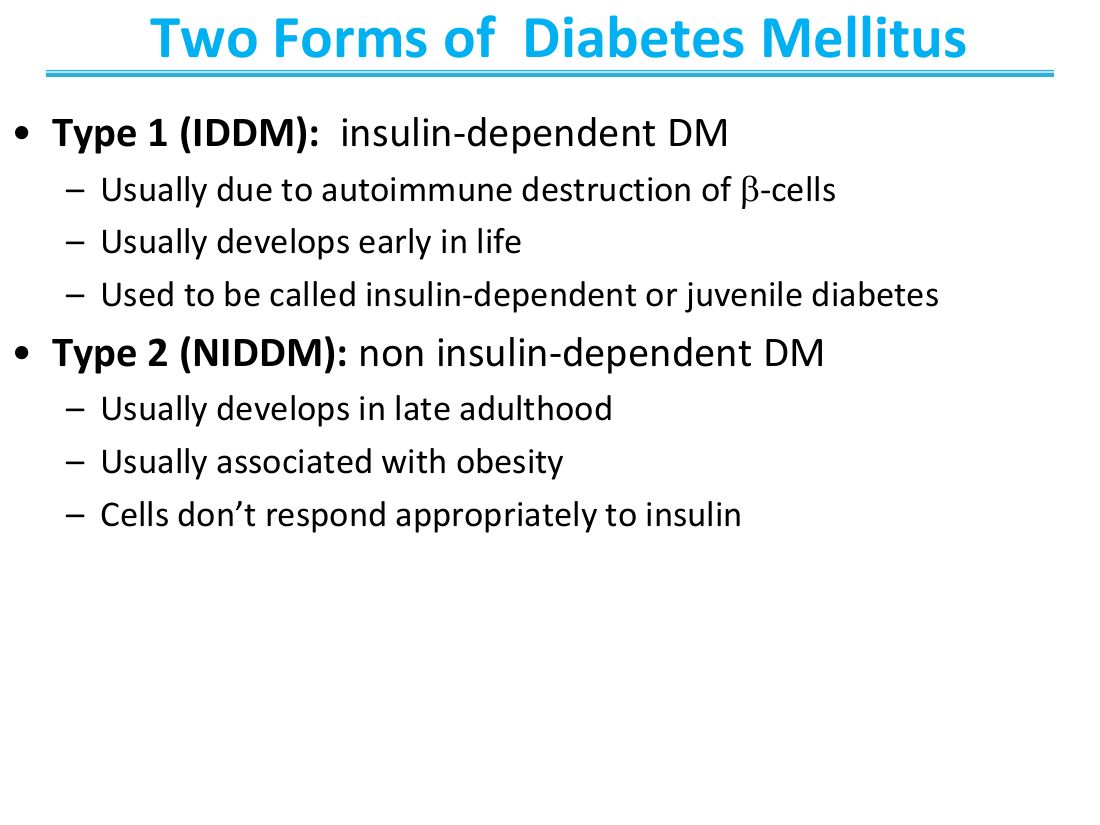 Two Forms of  Diabetes Mellitus
• Type 1 (IDDM):  insulin-dependent DM
– Usually due to autoimmune destruction of β-cells
– Usually develops early in life
– Used to be called insulin-dependent or juvenile diabetes
• Type 2 (NIDDM): non insulin-dependent DM
– Usually develops in late adulthood
– Usually associated with obesity
– Cells don’t respond appropriately to insulin